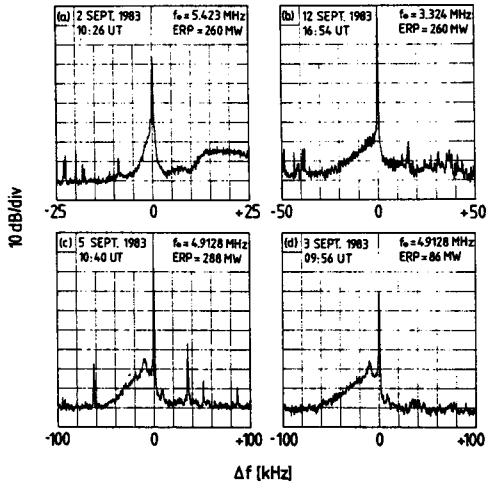 (a) 2 SEPT. 1983 f₀ = 5.423 MHz
10:26 UT ERP = 260 MW
(b) 12 SEPT. 1983 f₀ = 3.324 MHz
16:54 UT ERP = 260 MW
-25 0 +25
-50 0 +50
10 dB/div
(c) 5 SEPT. 1983 f₀ = 4.9128 MHz
10:40 UT ERP = 288 MW
(d) 3 SEPT. 1983 f₀ = 4.9128 MHz
09:56 UT ERP = 86 MW
-100 0 +100
-100 0 +100
Δf [kHz]